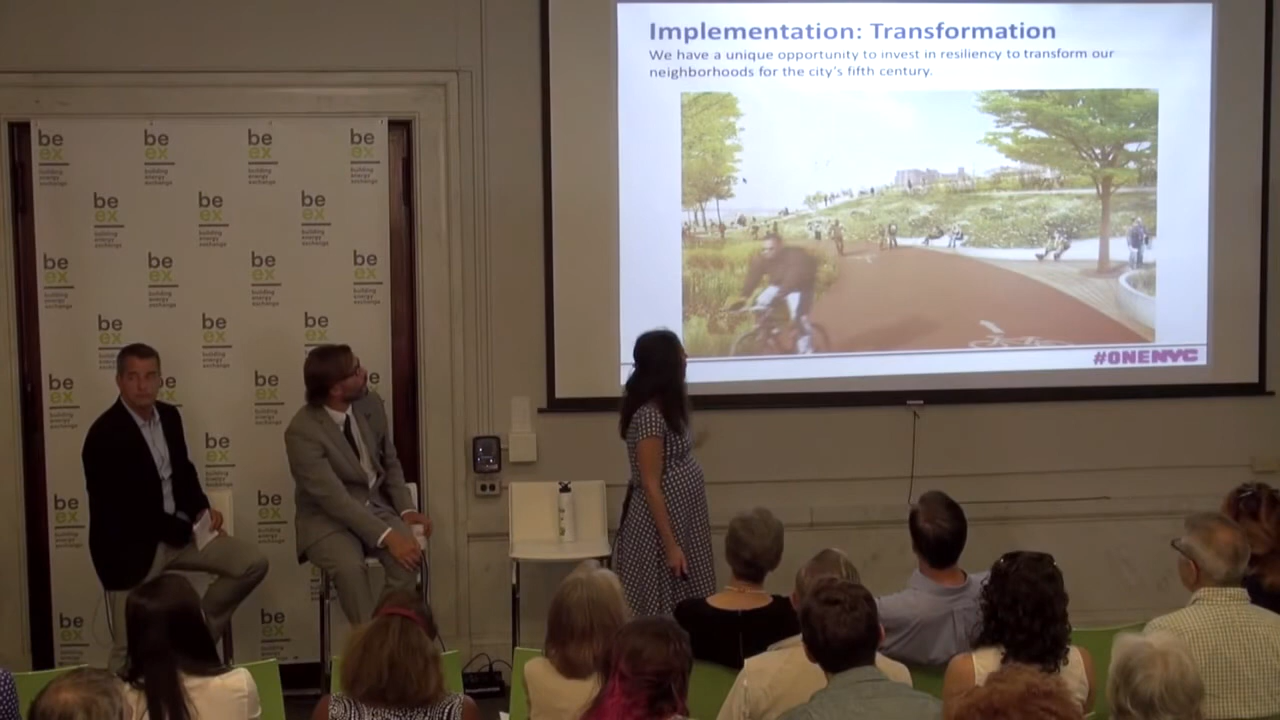 Implementation: Transformation
We have a unique opportunity to invest in resiliency to transform our
neighborhoods for the city's fifth century.
#ONENYC
be
ex
building
energy
exchange